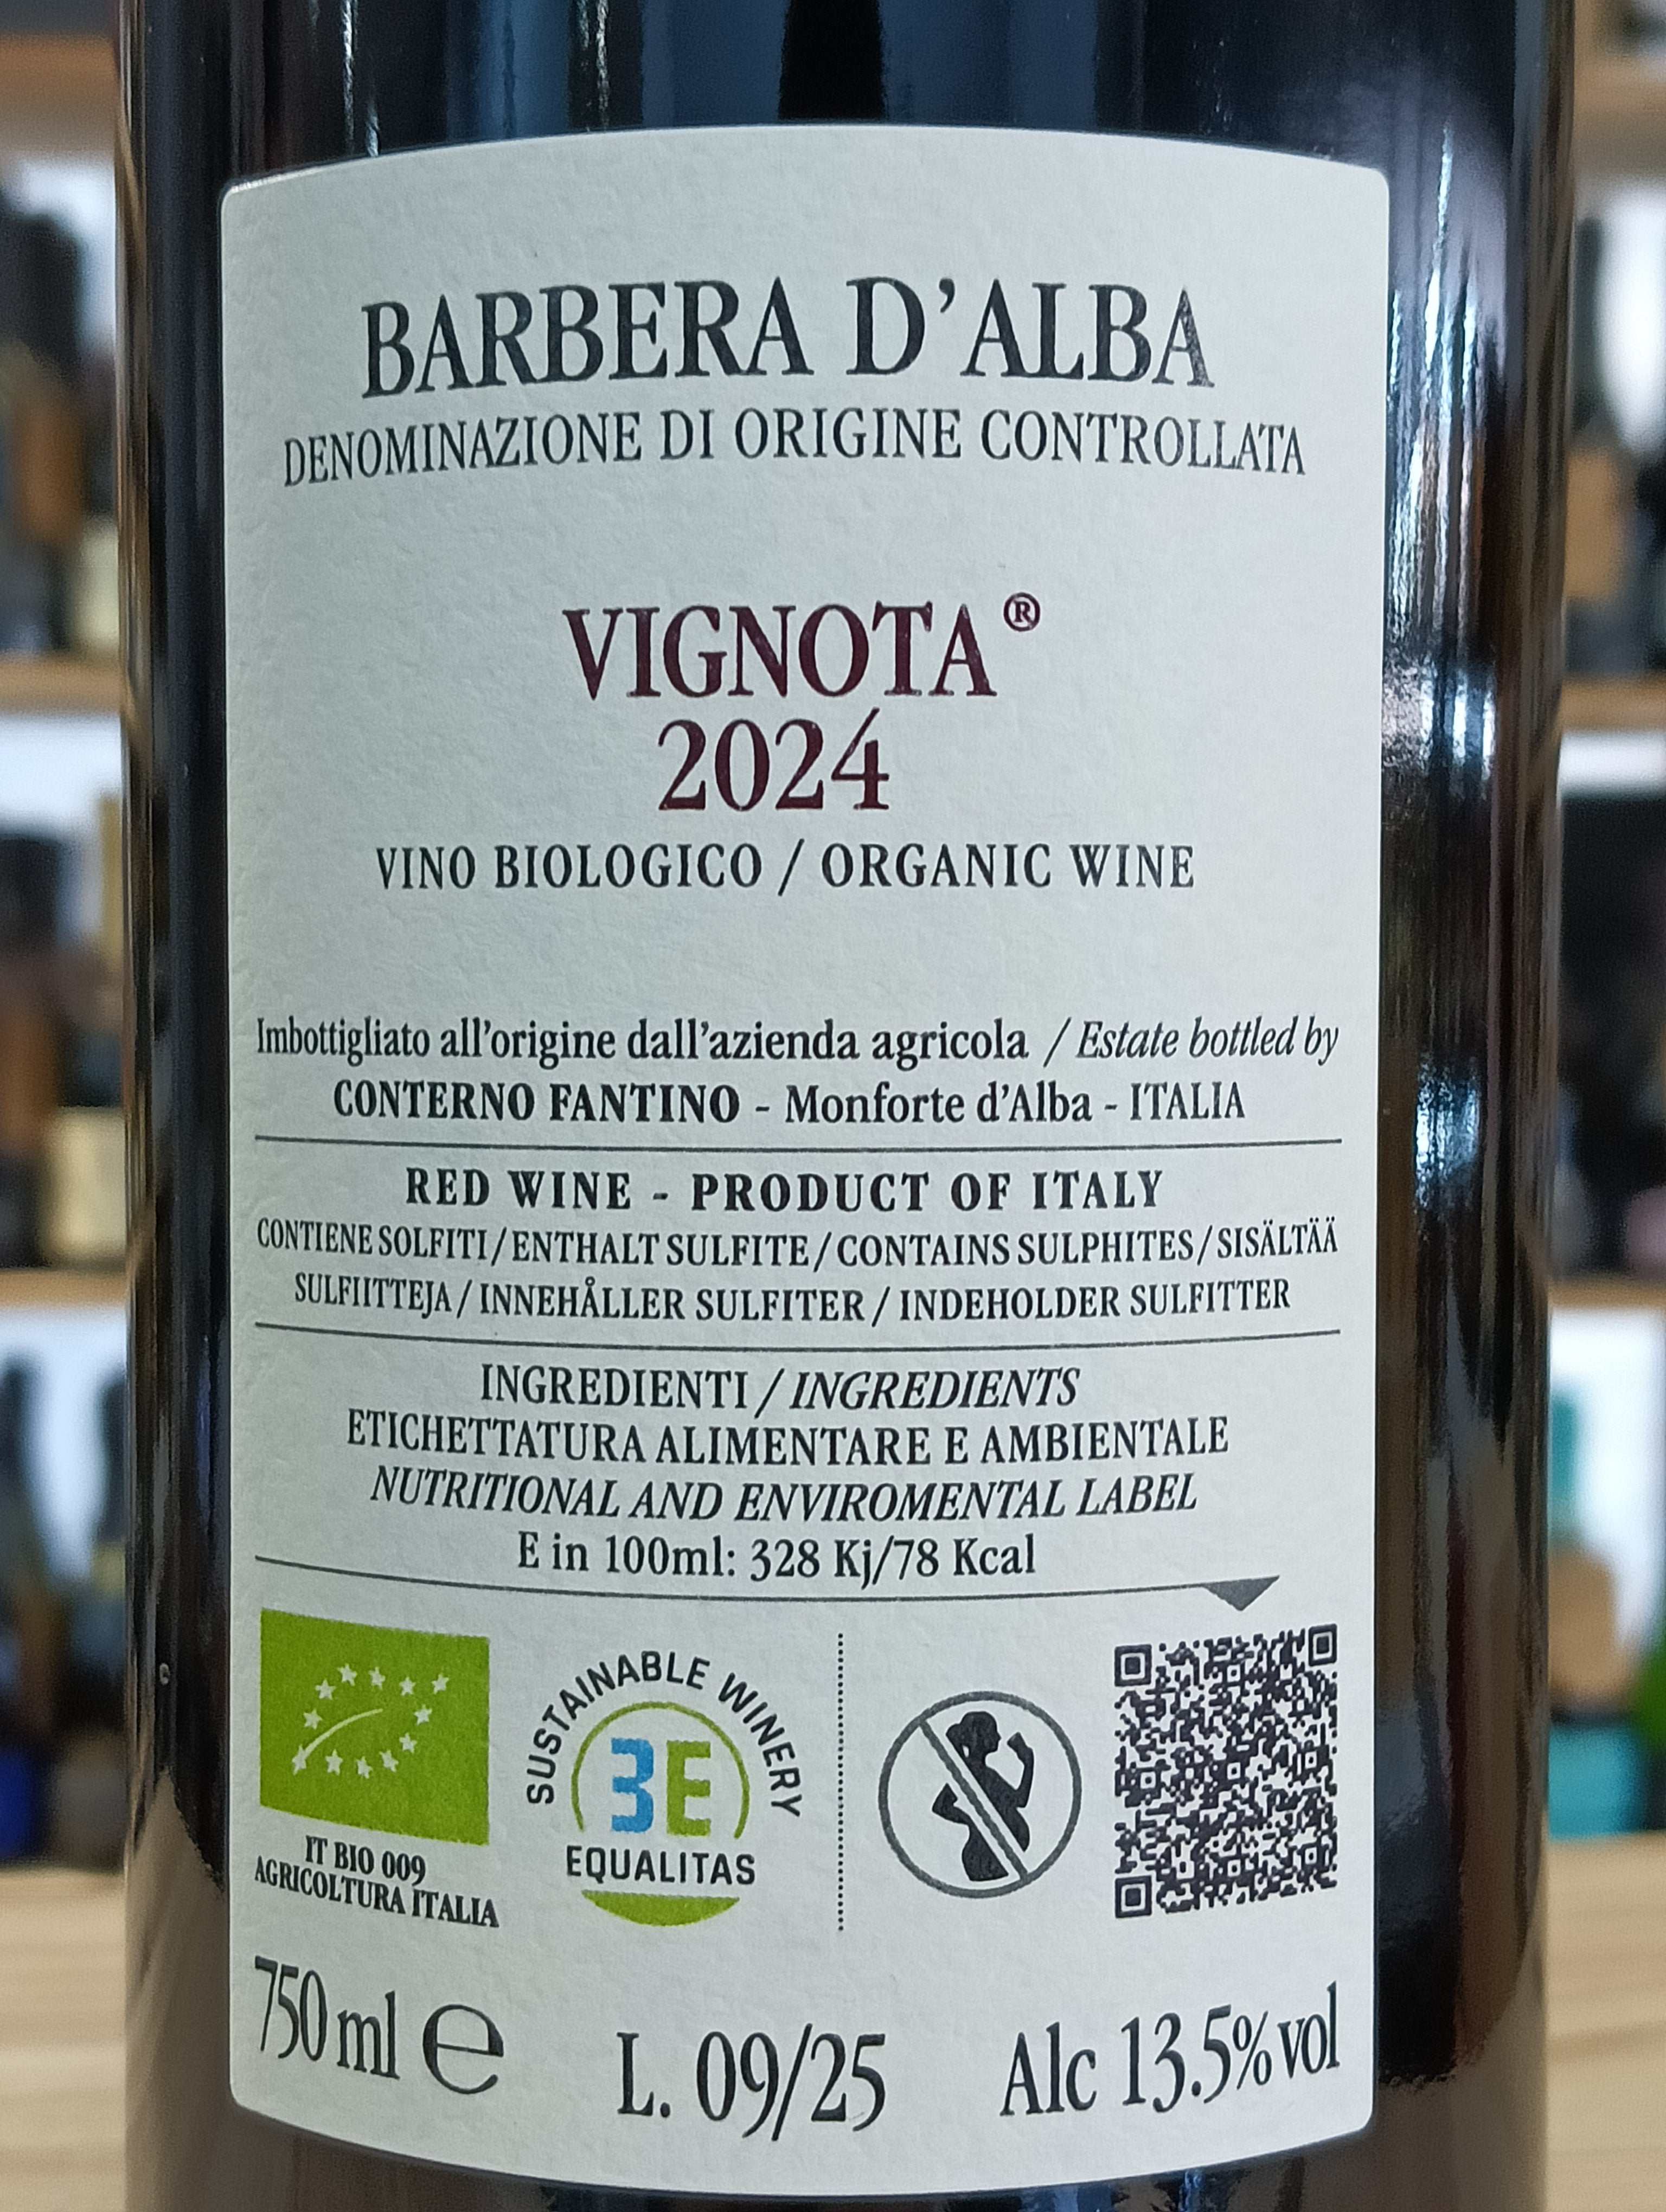 BARBERA D'ALBA
DENOMINAZIONE DI ORIGINE CONTROLLATA
VIGNOTA®
2024
VINO BIOLOGICO / ORGANIC WINE
Imbottigliato all'origine dall'azienda agricola / Estate bottled by
CONTERNO FANTINO - Monforte d'Alba - ITALIA
RED WINE - PRODUCT OF ITALY
CONTIENE SOLFITI / ENTHALT SULFITE / CONTAINS SULPHITES / SISÄLTÄÄ
SULFIITTEJA / INNEHÅLLER SULFITER / INDEHOLDER SULFITTER
INGREDIENTI / INGREDIENTS
ETICHETTATURA ALIMENTARE E AMBIENTALE
NUTRITIONAL AND ENVIROMENTAL LABEL
E in 100ml: 328 Kj/78 Kcal
SUSTAINABLE WINERY
3E
EQUALITAS
IT BIO 009
AGRICOLTURA ITALIA
750 ml ℮ L. 09/25 Alc 13.5% vol